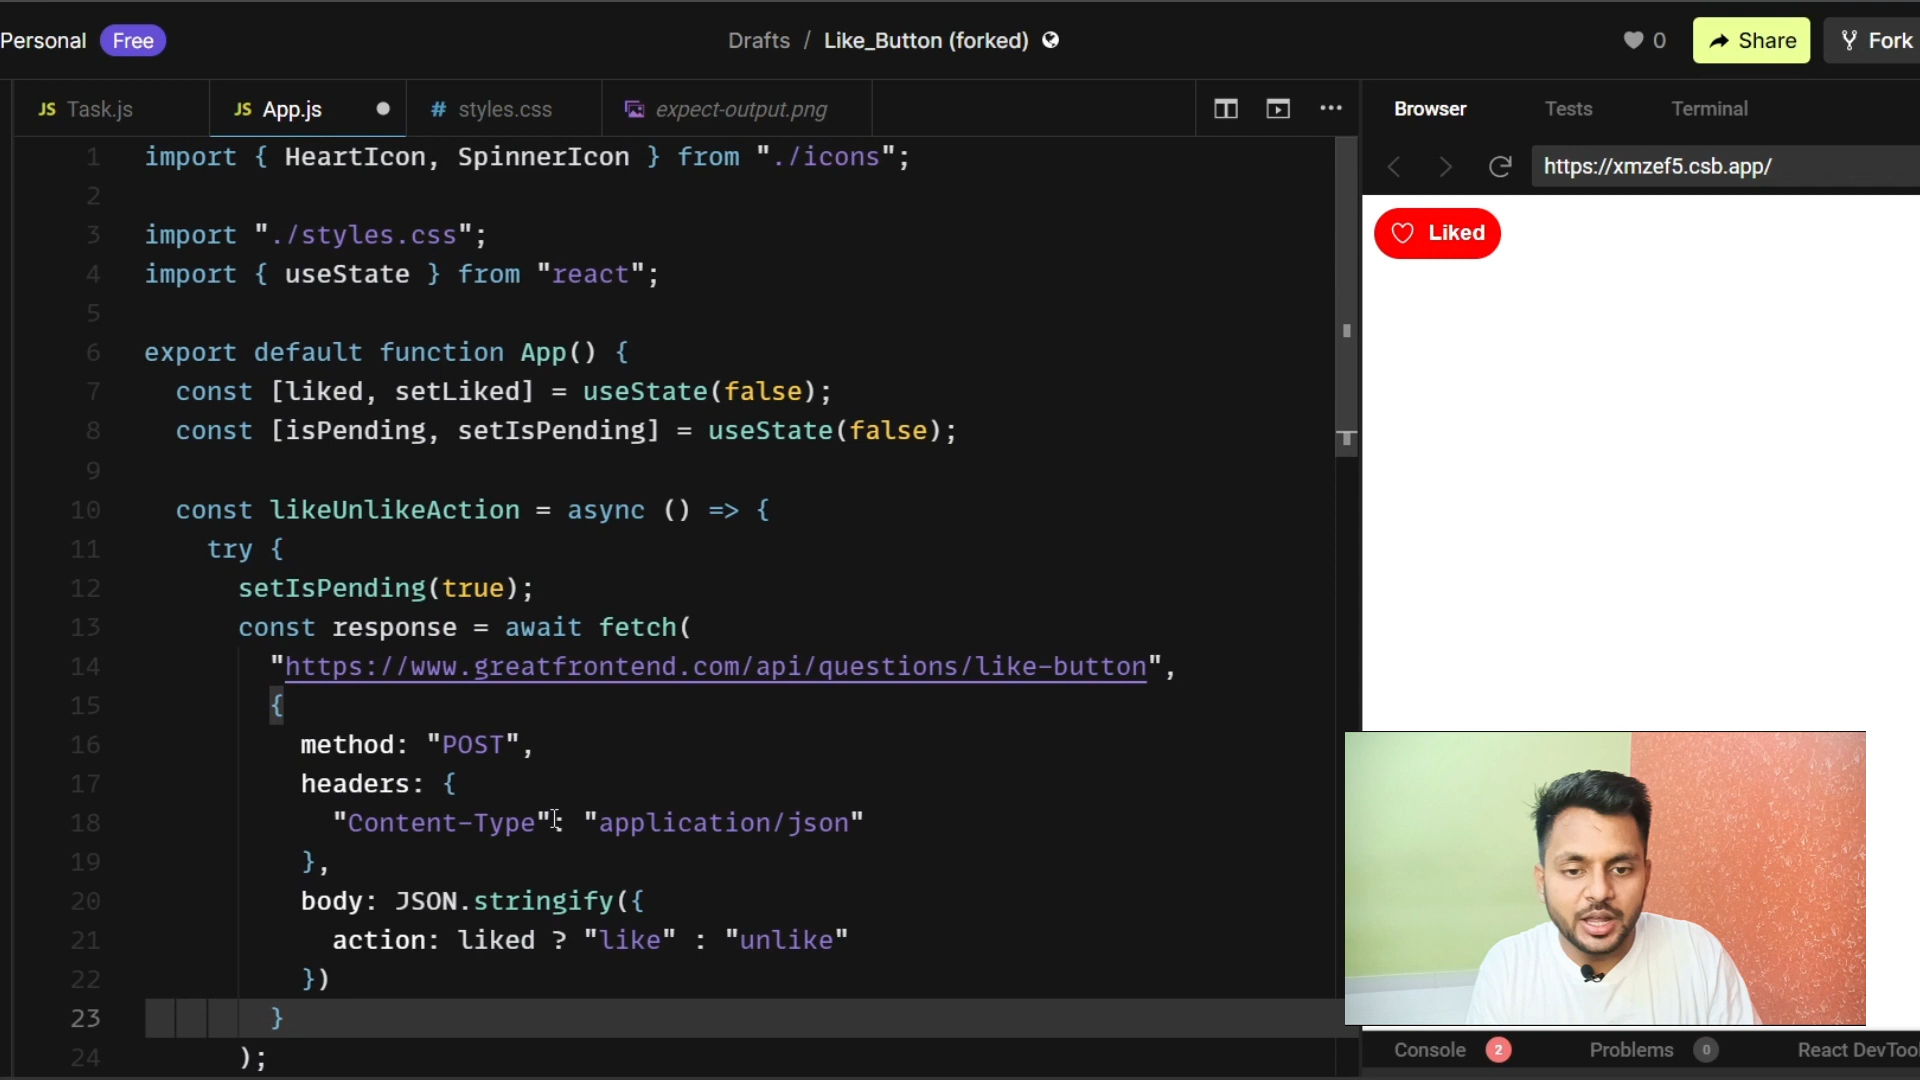 Personal Free
Drafts / Like_Button (forked)
0 Share Fork
JS Task.js JS App.js # styles.css expect-output.png
Browser Tests Terminal
https://xmzef5.csb.app/
Liked
1 import { HeartIcon, SpinnerIcon } from "./icons";
2
3 import "./styles.css";
4 import { useState } from "react";
5
6 export default function App() {
7 const [liked, setLiked] = useState(false);
8 const [isPending, setIsPending] = useState(false);
9
10 const likeUnlikeAction = async () => {
11 try {
12 setIsPending(true);
13 const response = await fetch(
14 "https://www.greatfrontend.com/api/questions/like-button",
15 {
16 method: "POST",
17 headers: {
18 "Content-Type": "application/json"
19 },
20 body: JSON.stringify({
21 action: liked ? "like" : "unlike"
22 })
23 }
24 );
Console 2 Problems 0 React DevTool